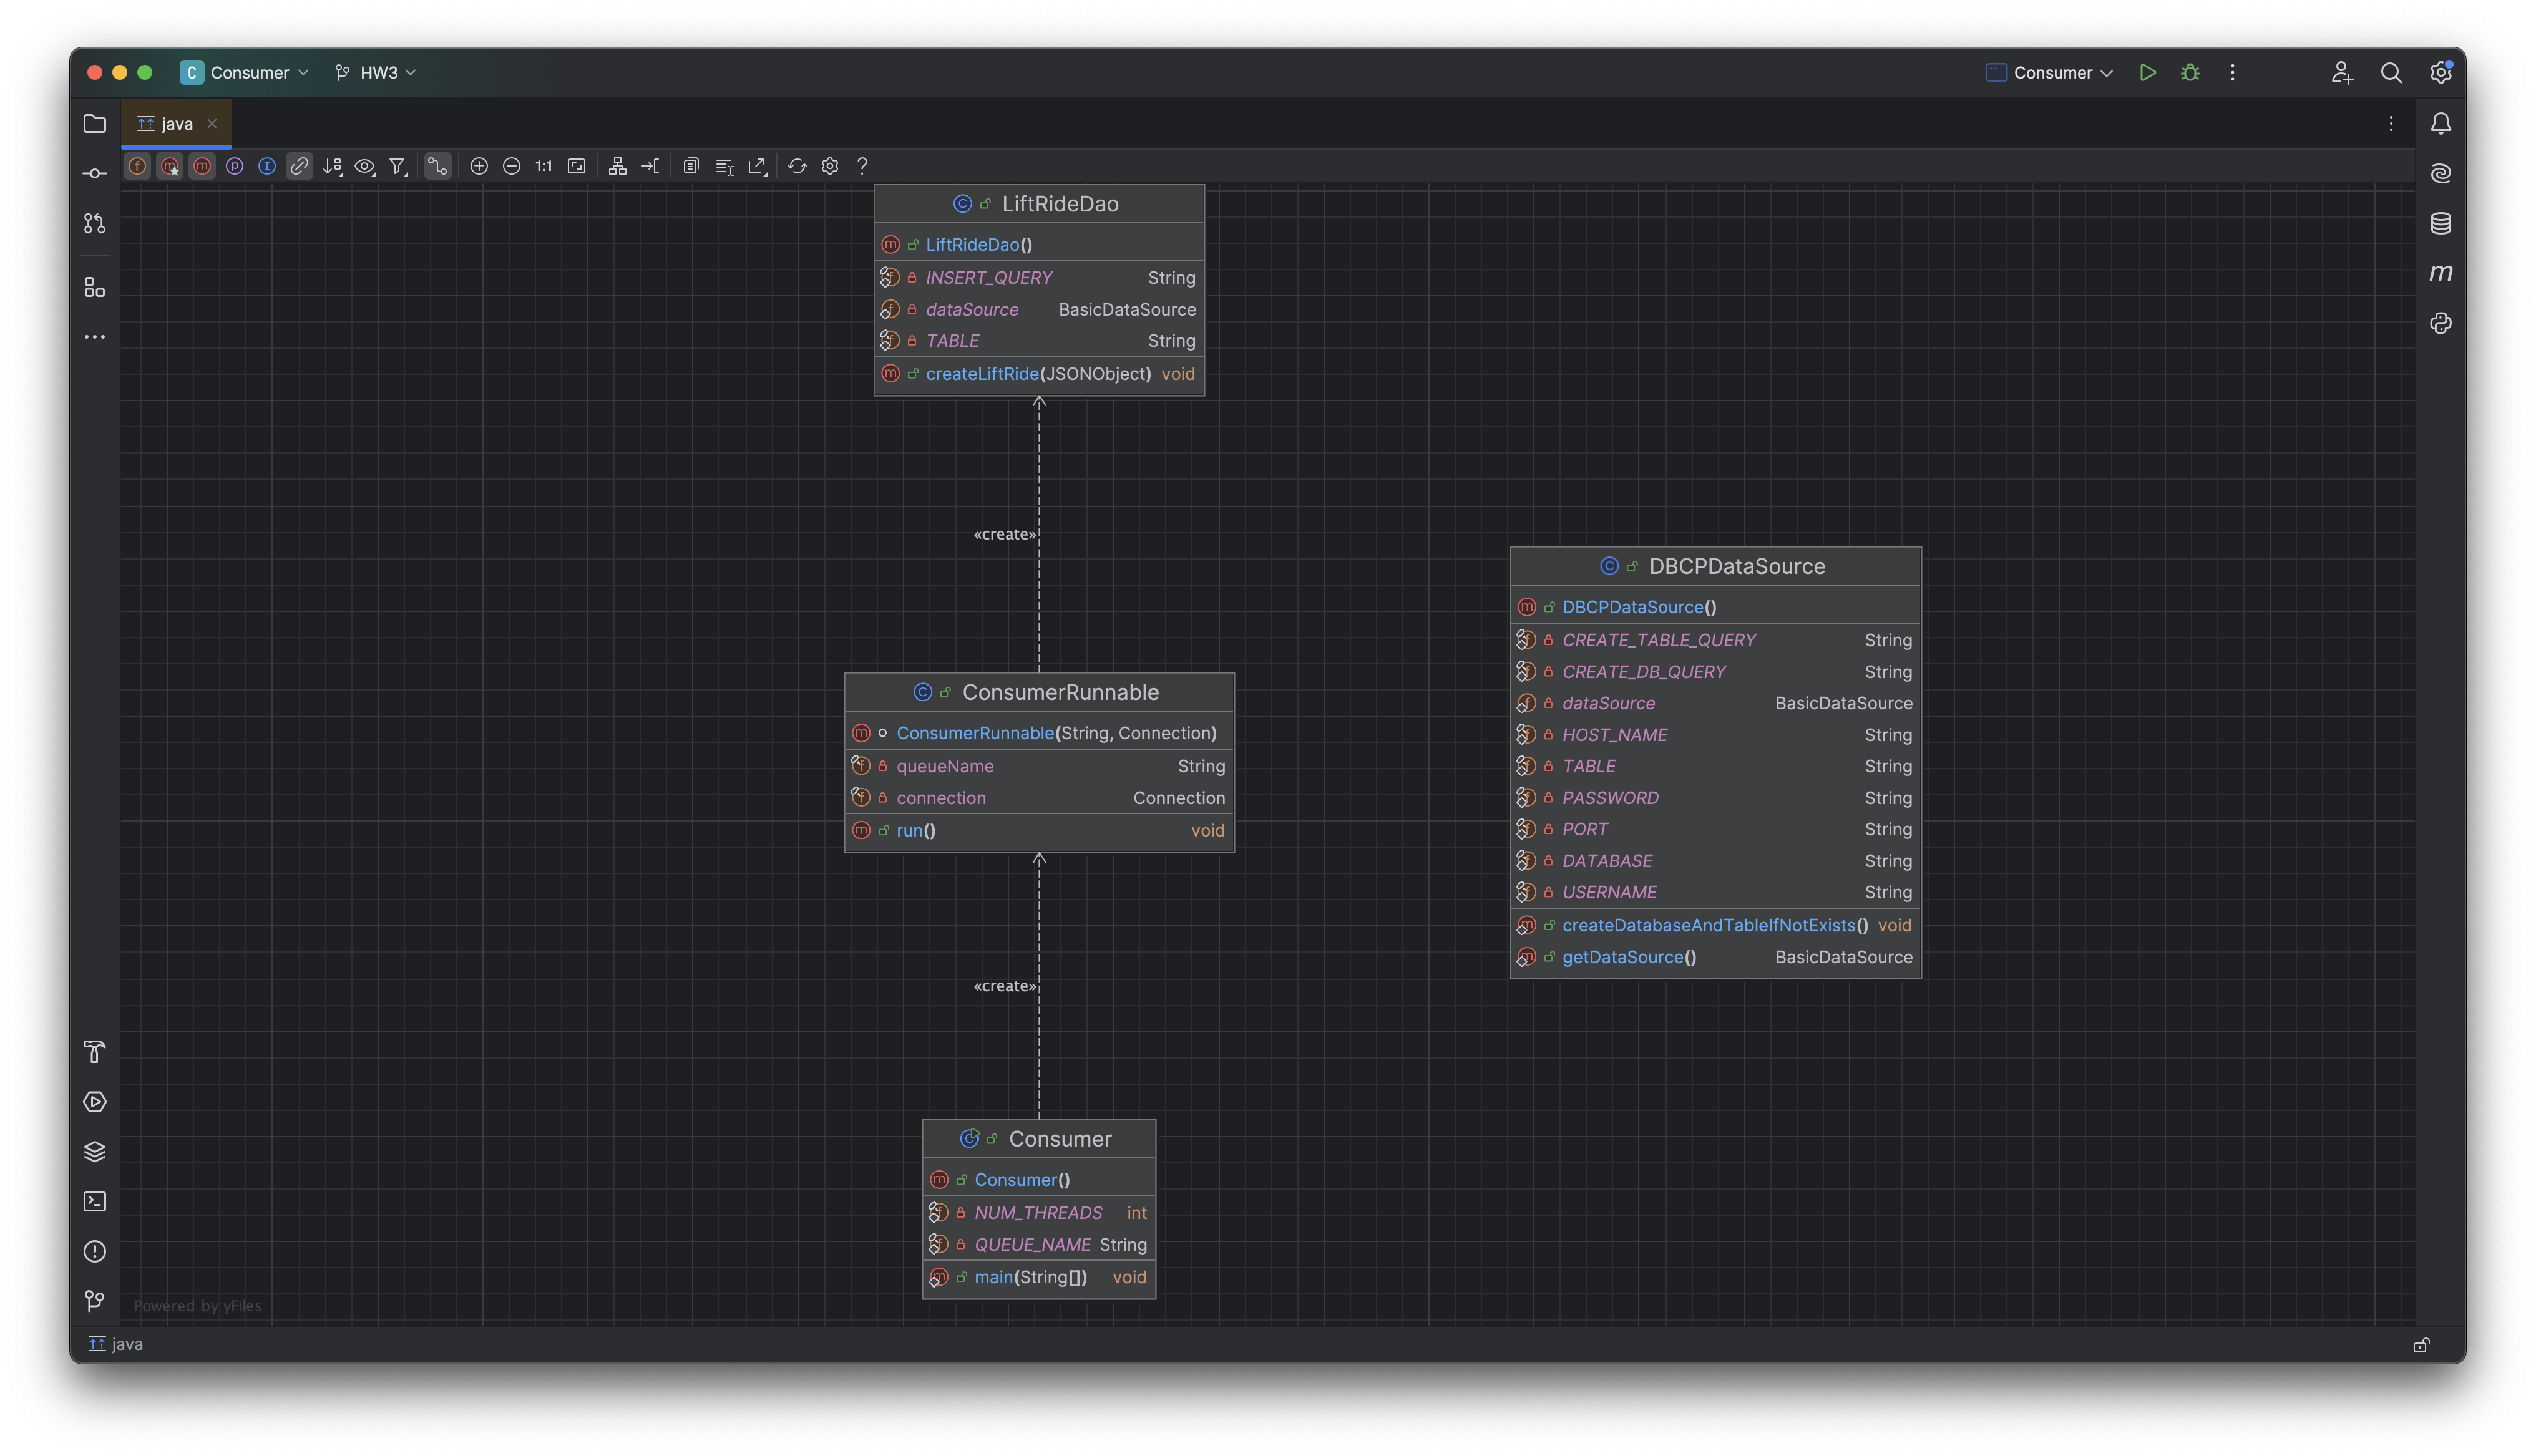 C Consumer HW3 Consumer
java
f m m p I 1:1 ?
LiftRideDao
LiftRideDao()
INSERT_QUERY String
dataSource BasicDataSource
TABLE String
createLiftRide(JSONObject) void
«create»
ConsumerRunnable
ConsumerRunnable(String, Connection)
queueName String
connection Connection
run() void
«create»
Consumer
Consumer()
NUM_THREADS int
QUEUE_NAME String
main(String[]) void
DBCPDataSource
DBCPDataSource()
CREATE_TABLE_QUERY String
CREATE_DB_QUERY String
dataSource BasicDataSource
HOST_NAME String
TABLE String
PASSWORD String
PORT String
DATABASE String
USERNAME String
createDatabaseAndTableIfNotExists() void
getDataSource() BasicDataSource
m
Powered by yFiles
java